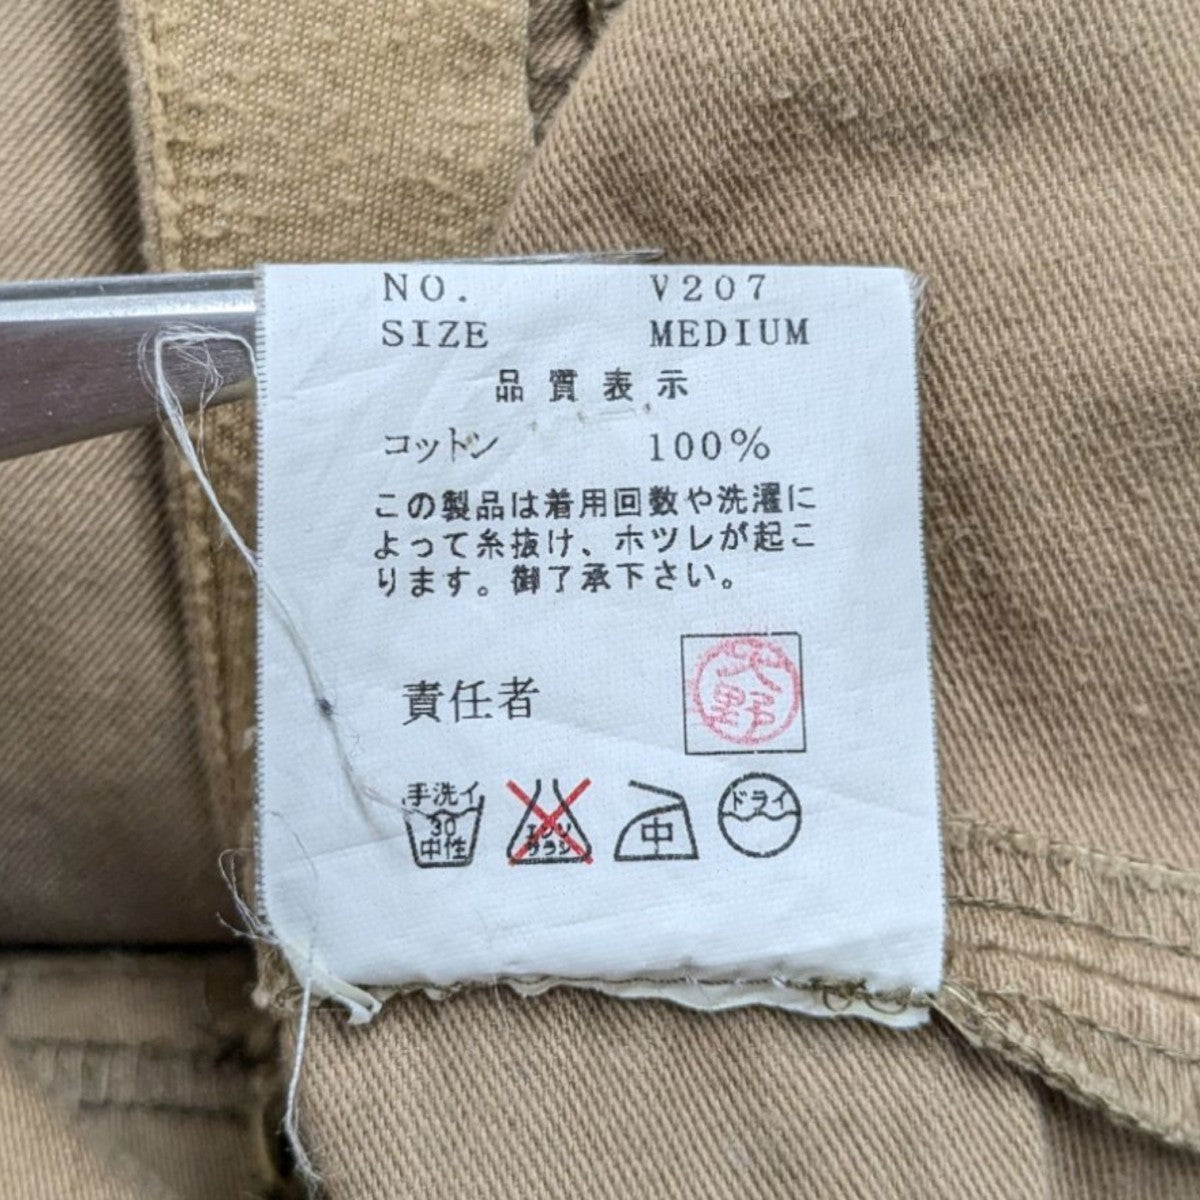 NO. V207
SIZE MEDIUM
品質表示
コットン 100%
この製品は着用回数や洗濯に
よって糸抜け、ホツレが起こ
ります。御了承下さい。
責任者
手洗イ
30
中性
エンソ
サラシ
中
ドライ